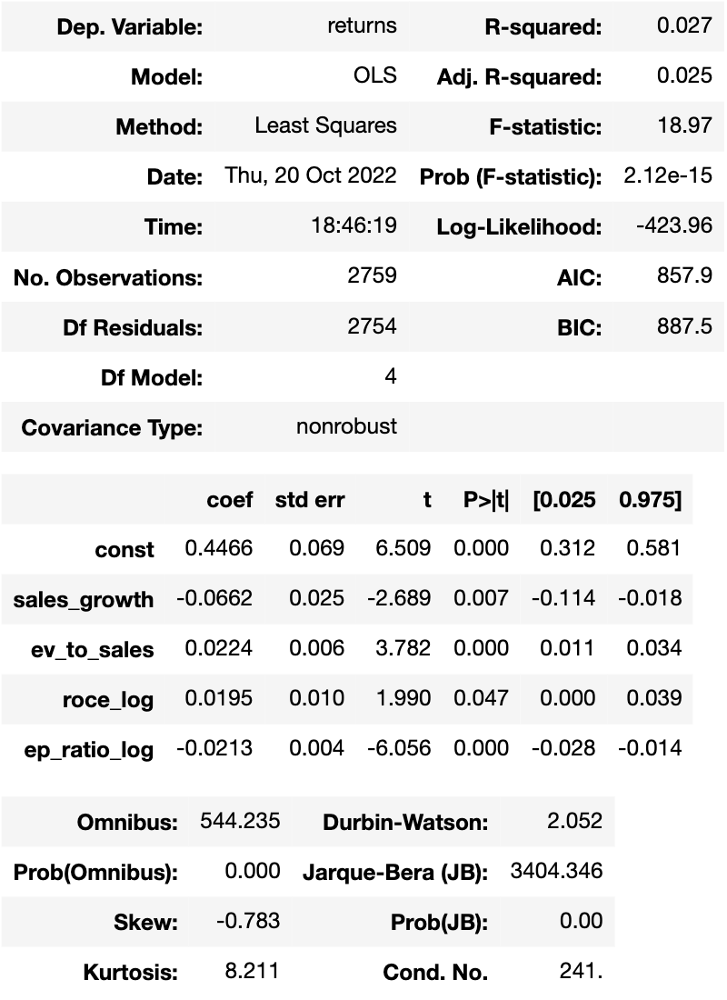 Dep. Variable: returns R-squared: 0.027
Model: OLS Adj. R-squared: 0.025
Method: Least Squares F-statistic: 18.97
Date: Thu, 20 Oct 2022 Prob (F-statistic): 2.12e-15
Time: 18:46:19 Log-Likelihood: -423.96
No. Observations: 2759 AIC: 857.9
Df Residuals: 2754 BIC: 887.5
Df Model: 4
Covariance Type: nonrobust
coef std err t P>|t| [0.025 0.975]
const 0.4466 0.069 6.509 0.000 0.312 0.581
sales_growth -0.0662 0.025 -2.689 0.007 -0.114 -0.018
ev_to_sales 0.0224 0.006 3.782 0.000 0.011 0.034
roce_log 0.0195 0.010 1.990 0.047 0.000 0.039
ep_ratio_log -0.0213 0.004 -6.056 0.000 -0.028 -0.014
Omnibus: 544.235 Durbin-Watson: 2.052
Prob(Omnibus): 0.000 Jarque-Bera (JB): 3404.346
Skew: -0.783 Prob(JB): 0.00
Kurtosis: 8.211 Cond. No. 241.